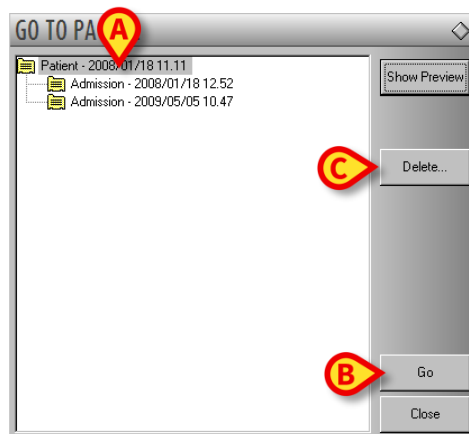 GO TO PA
A
Patient - 2008/01/18 11.11
Admission - 2008/01/18 12.52
Admission - 2009/05/05 10.47
Show Preview
C
Delete...
B
Go
Close